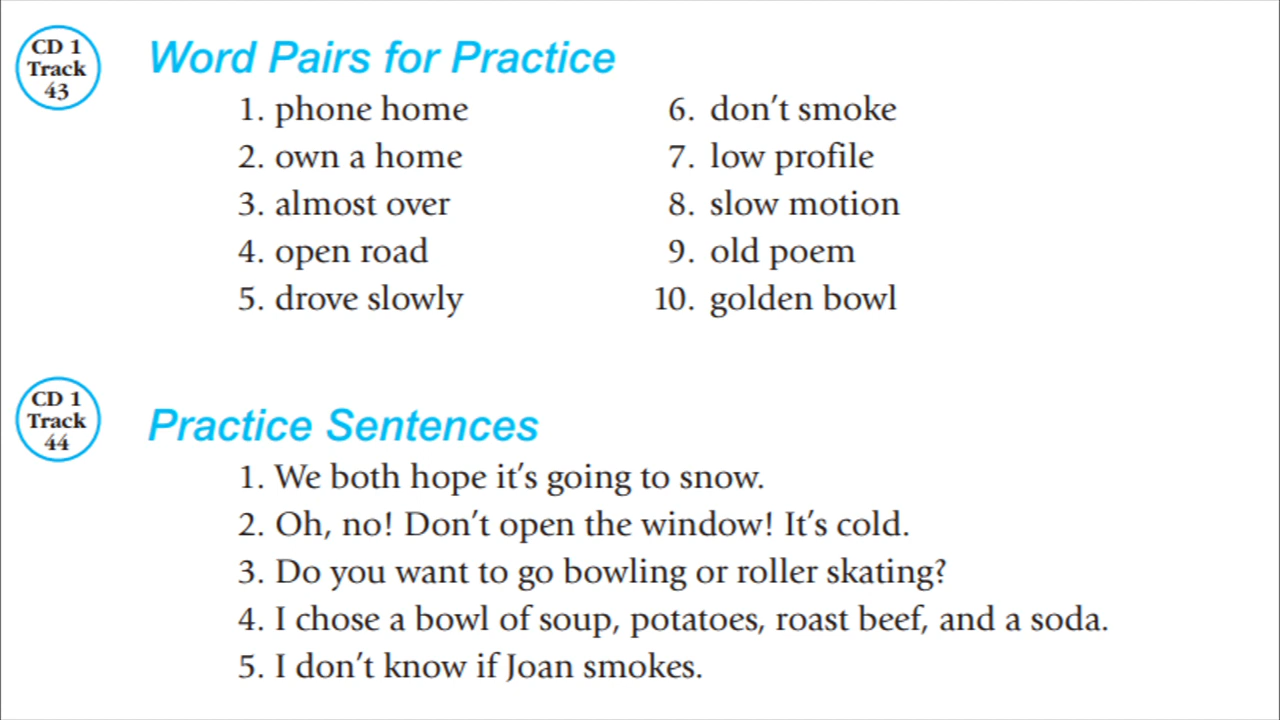 CD 1
Track
43
Word Pairs for Practice
1. phone home
2. own a home
3. almost over
4. open road
5. drove slowly
6. don't smoke
7. low profile
8. slow motion
9. old poem
10. golden bowl
CD 1
Track
44
Practice Sentences
1. We both hope it's going to snow.
2. Oh, no! Don't open the window! It's cold.
3. Do you want to go bowling or roller skating?
4. I chose a bowl of soup, potatoes, roast beef, and a soda.
5. I don't know if Joan smokes.